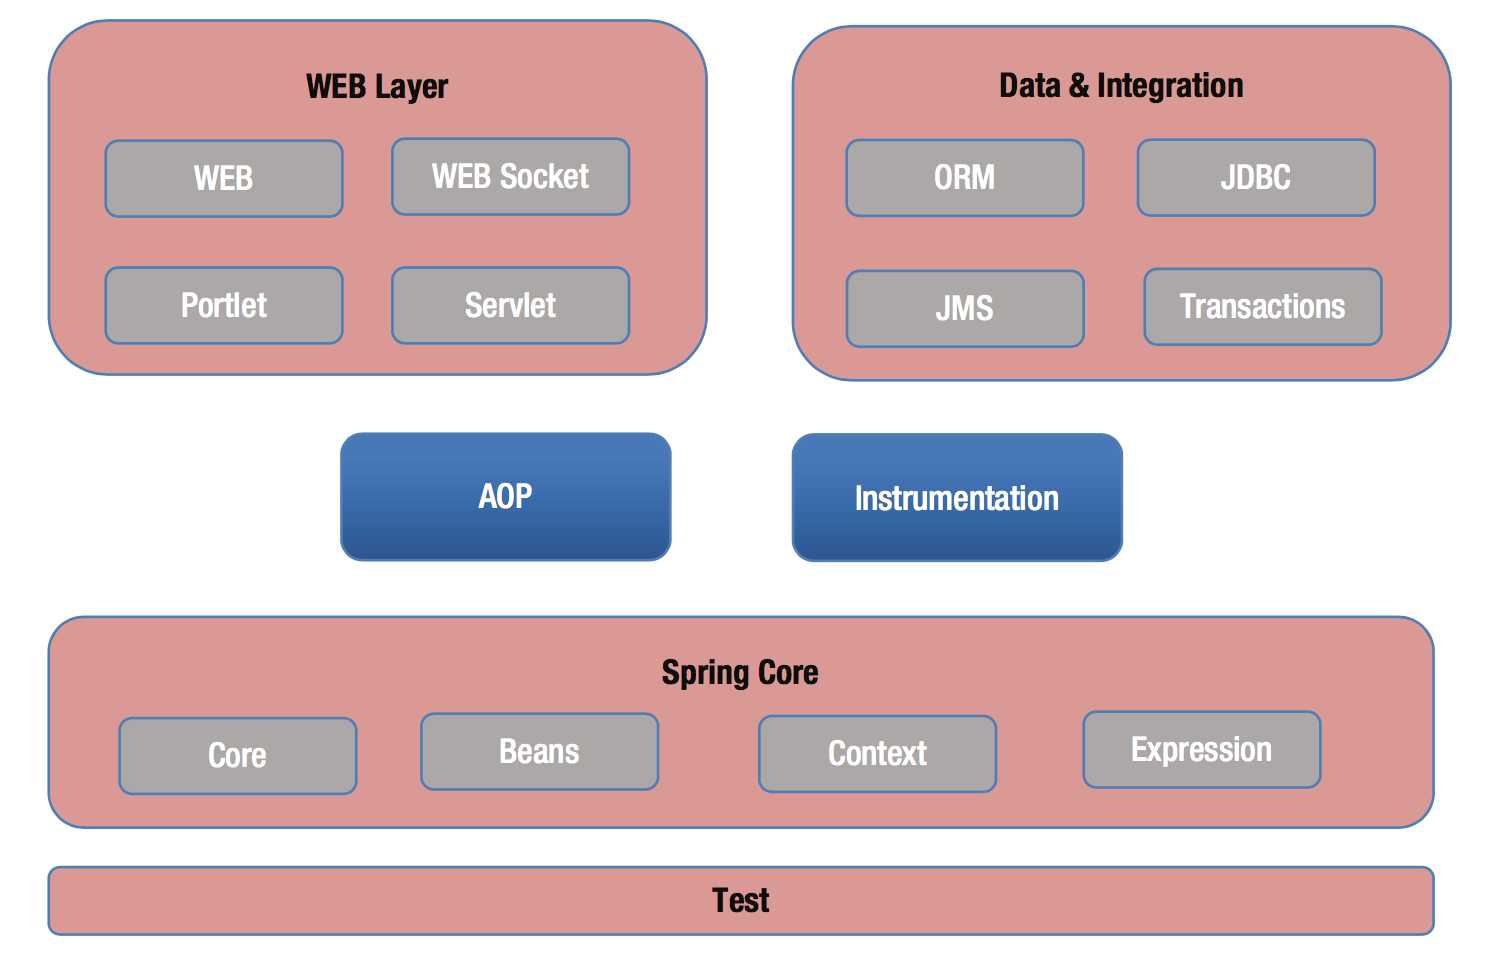 WEB Layer
WEB
WEB Socket
Portlet
Servlet
Data & Integration
ORM
JDBC
JMS
Transactions
AOP
Instrumentation
Spring Core
Core
Beans
Context
Expression
Test